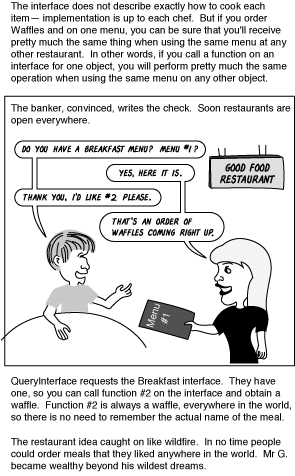 The interface does not describe exactly how to cook each
item— implementation is up to each chef.  But if you order
Waffles and on one menu, you can be sure that you'll receive
pretty much the same thing when using the same menu at any
other restaurant.  In other words, if you call a function on an
interface for one object, you will perform pretty much the same
operation when using the same menu on any other object.
The banker, convinced, writes the check.  Soon restaurants are
open everywhere.
DO YOU HAVE A BREAKFAST MENU?  MENU #1?
YES, HERE IT IS.
GOOD FOOD
RESTAURANT
THANK YOU. I'D LIKE #2 PLEASE.
THAT'S AN ORDER OF
WAFFLES COMING RIGHT UP.
Menu
#1
QueryInterface requests the Breakfast interface.  They have
one, so you can call function #2 on the interface and obtain a
waffle.  Function #2 is always a waffle, everywhere in the world,
so there is no need to remember the actual name of the meal.
The restaurant idea caught on like wildfire.  In no time people
could order meals that they liked anywhere in the world.  Mr G.
became wealthy beyond his wildest dreams.